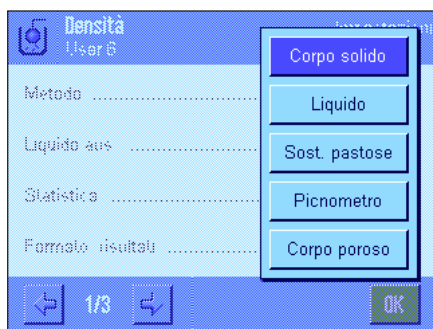 Densità
User 6
Impostazioni
Corpo solido
Metodo ....................
Liquido
Liquido aus ....................
Sost. pastose
Statistica ....................
Picnometro
Formato risultati ..............
Corpo poroso
1/3
OK